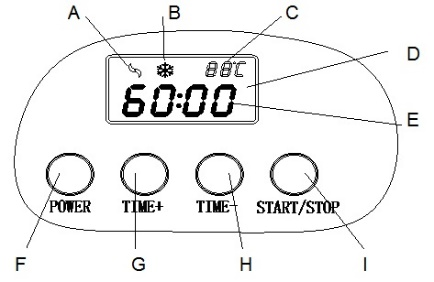 A B C
88°C
D
60:00
E
POWER TIME+ TIME- START/STOP
F G H I